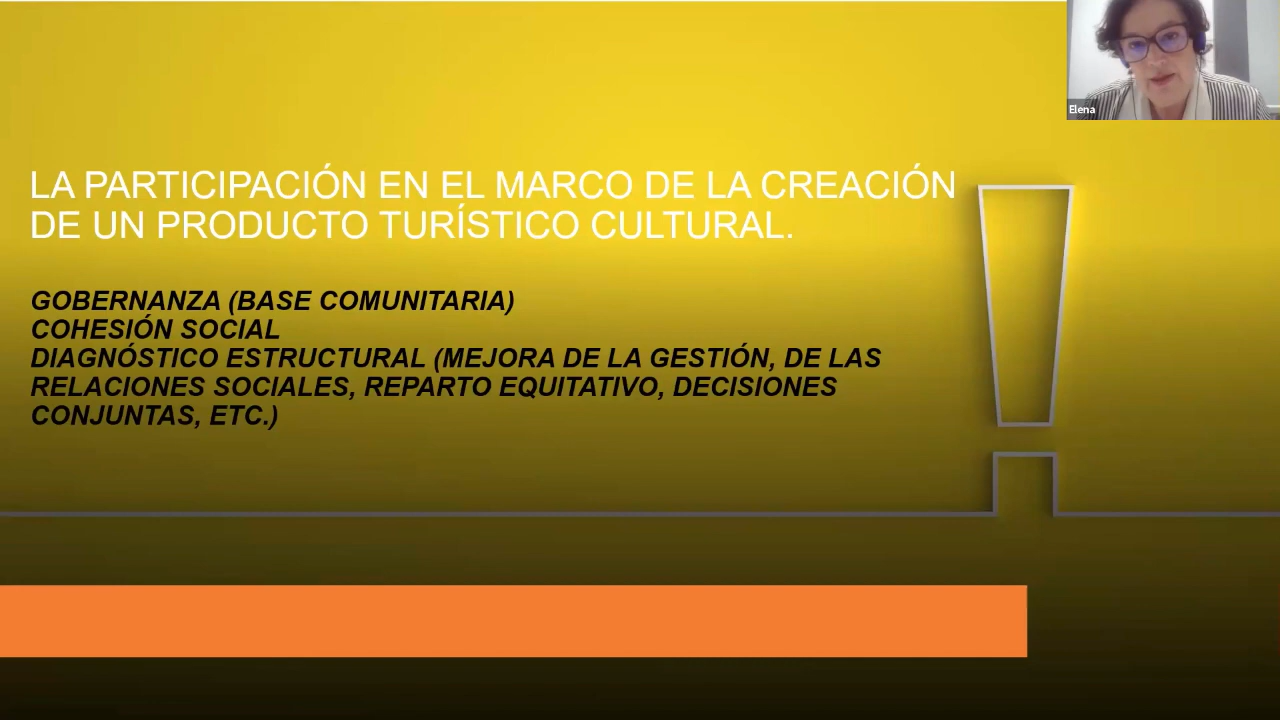 Elena
LA PARTICIPACIÓN EN EL MARCO DE LA CREACIÓN
DE UN PRODUCTO TURÍSTICO CULTURAL.
GOBERNANZA (BASE COMUNITARIA)
COHESIÓN SOCIAL
DIAGNÓSTICO ESTRUCTURAL (MEJORA DE LA GESTIÓN, DE LAS
RELACIONES SOCIALES, REPARTO EQUITATIVO, DECISIONES
CONJUNTAS, ETC.)